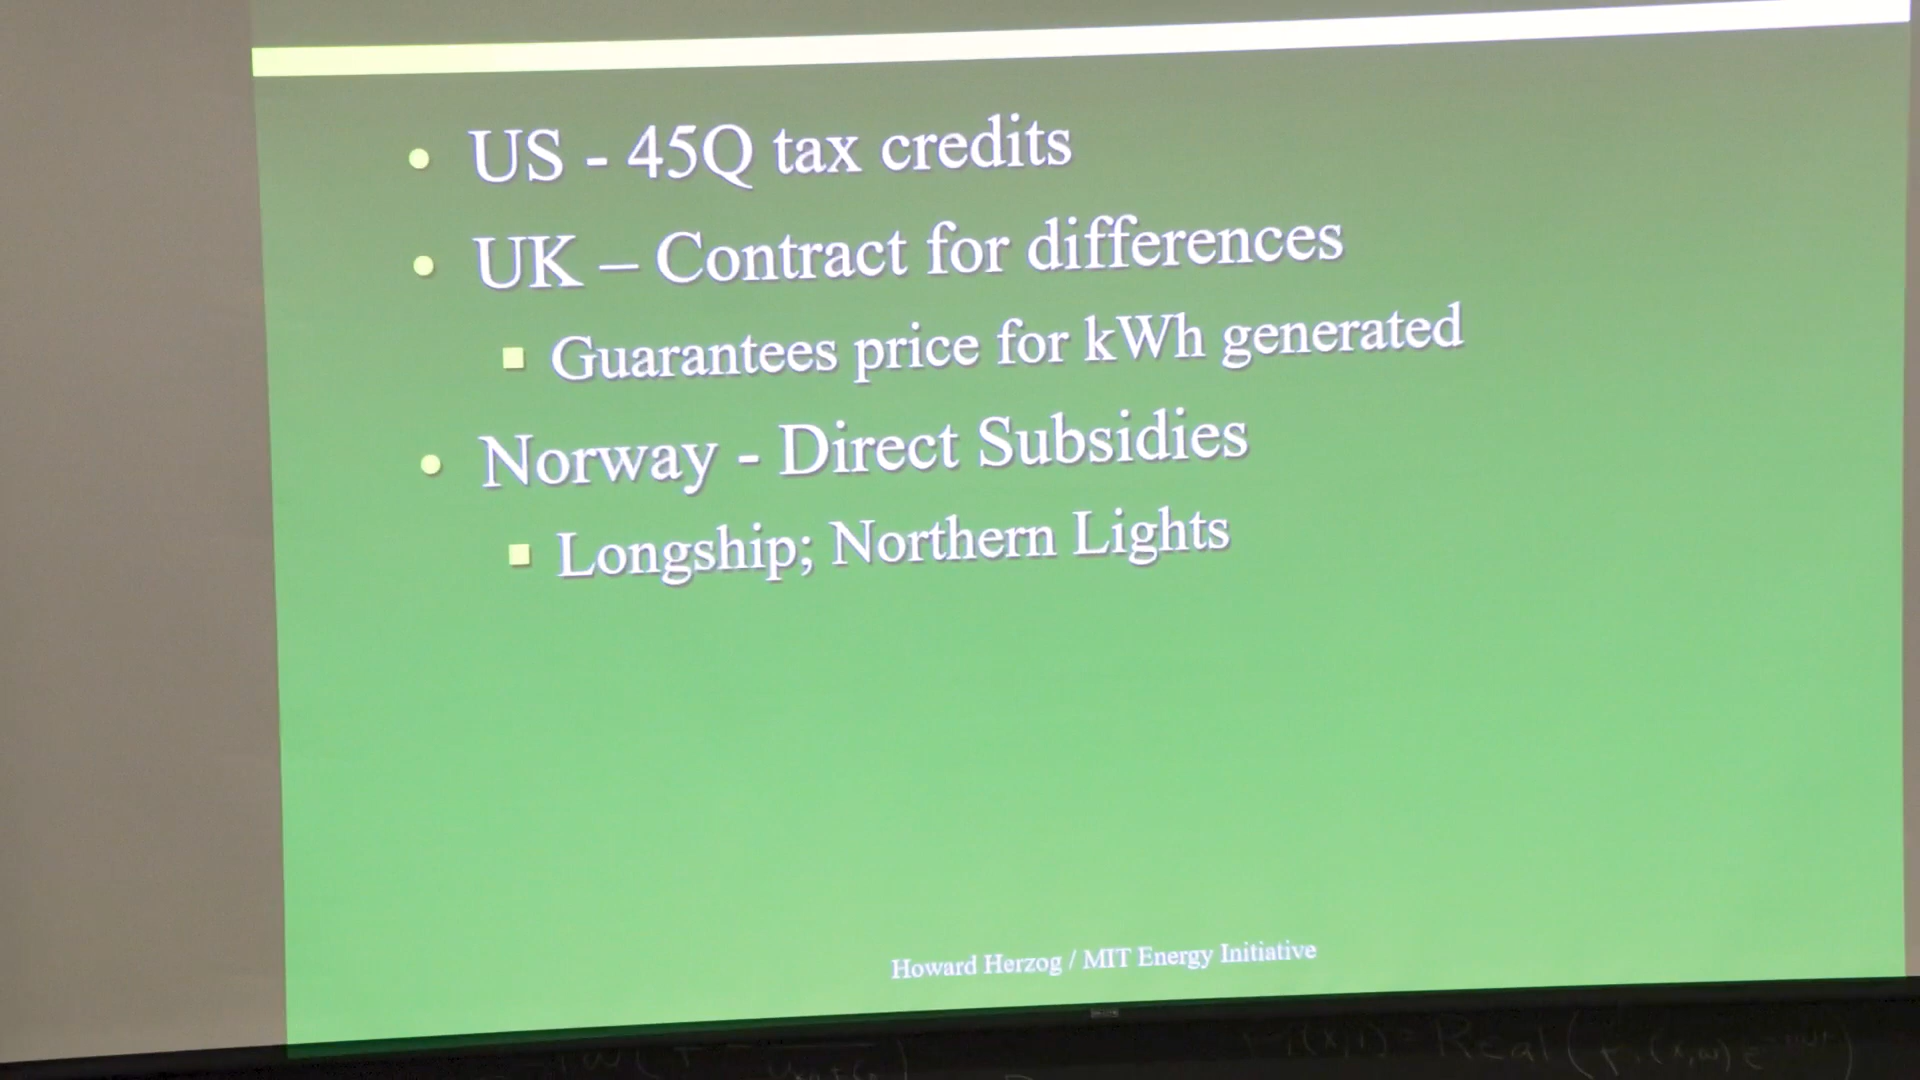 • US - 45Q tax credits
• UK – Contract for differences
▪ Guarantees price for kWh generated
• Norway - Direct Subsidies
▪ Longship; Northern Lights
Howard Herzog / MIT Energy Initiative
Real (